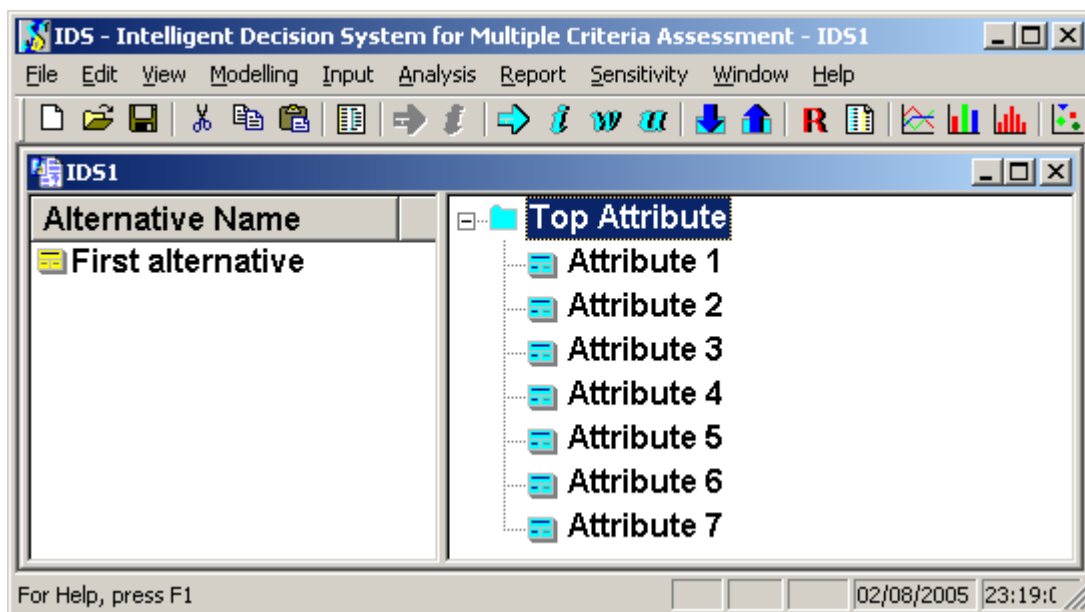 IDS - Intelligent Decision System for Multiple Criteria Assessment - IDS1
File Edit View Modelling Input Analysis Report Sensitivity Window Help
i i w u R
IDS1
Alternative Name
First alternative
Top Attribute
Attribute 1
Attribute 2
Attribute 3
Attribute 4
Attribute 5
Attribute 6
Attribute 7
For Help, press F1
02/08/2005 23:19: